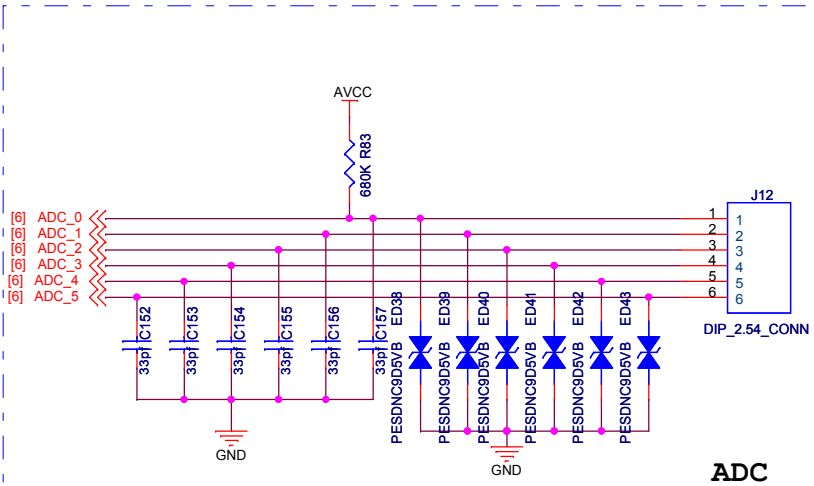 AVCC
680K R83
J12
[6] ADC_0 1 1
[6] ADC_1 2 2
[6] ADC_2 3 3
[6] ADC_3 4 4
[6] ADC_4 5 5
[6] ADC_5 6 6
DIP_2.54_CONN
33pf C152
33pf C153
33pf C154
33pf C155
33pf C156
33pf C157
PESDNC9D5VB ED38
PESDNC9D5VB ED39
PESDNC9D5VB ED40
PESDNC9D5VB ED41
PESDNC9D5VB ED42
PESDNC9D5VB ED43
GND
GND
ADC